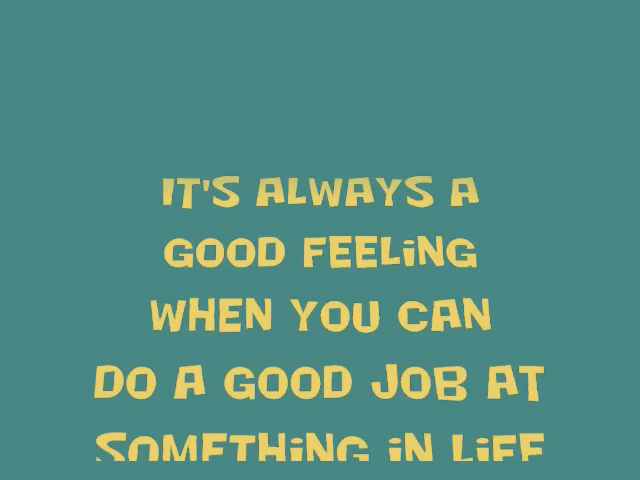 IT'S ALWAYS A
GOOD FEELiNG
WHEN YOU CAN
DO A GOOD JOB AT
SOMETHiNG iN LiFE